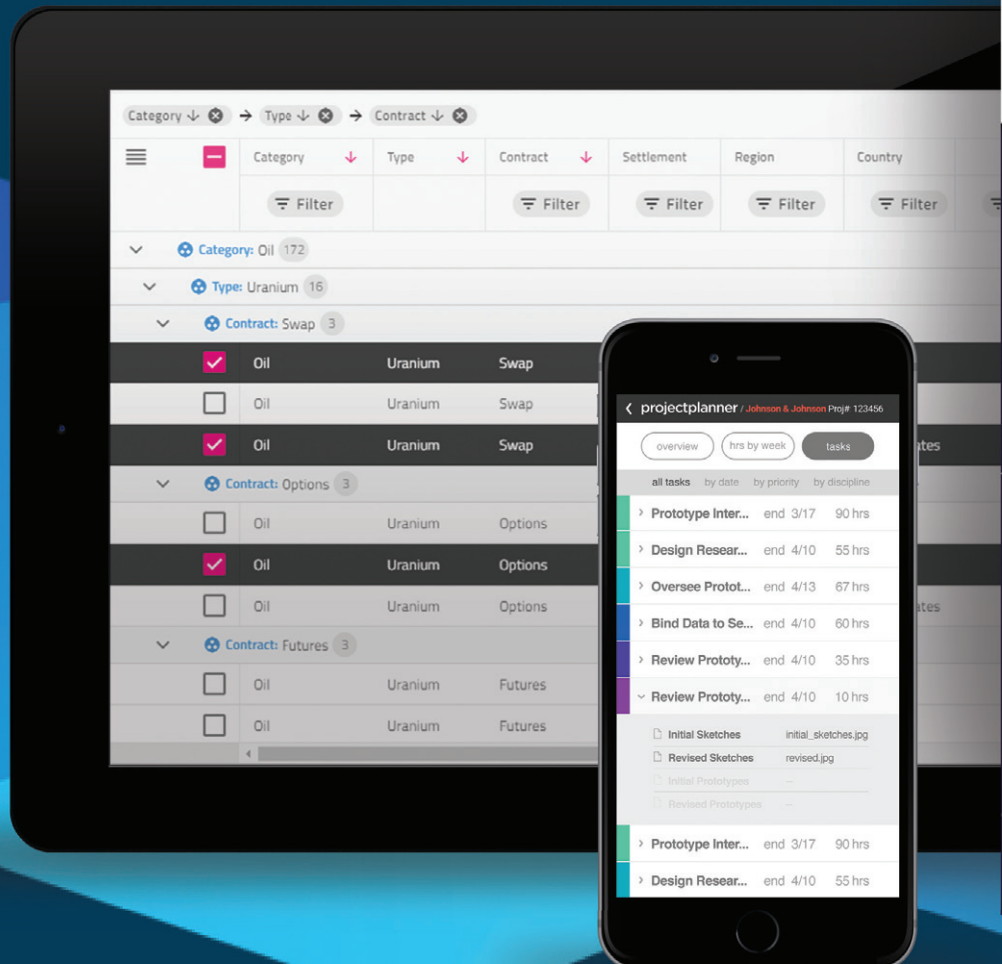 Category Type Contract
Category Type Contract Settlement Region Country
Filter Filter Filter Filter Filter
Category: Oil 172
Type: Uranium 16
Contract: Swap 3
Oil Uranium Swap
Oil Uranium Swap
Oil Uranium Swap ates
Contract: Options 3
Oil Uranium Options
Oil Uranium Options
Oil Uranium Options ates
Contract: Futures 3
Oil Uranium Futures
Oil Uranium Futures
projectplanner / Johnson & Johnson Proj# 123456
overview hrs by week tasks
all tasks by date by priority by discipline
Prototype Inter... end 3/17 90 hrs
Design Resear... end 4/10 55 hrs
Oversee Protot... end 4/13 67 hrs
Bind Data to Se... end 4/10 60 hrs
Review Prototy... end 4/10 35 hrs
Review Prototy... end 4/10 10 hrs
Initial Sketches initial_sketches.jpg
Revised Sketches revised.jpg
Initial Prototypes –
Revised Prototypes –
Prototype Inter... end 3/17 90 hrs
Design Resear... end 4/10 55 hrs